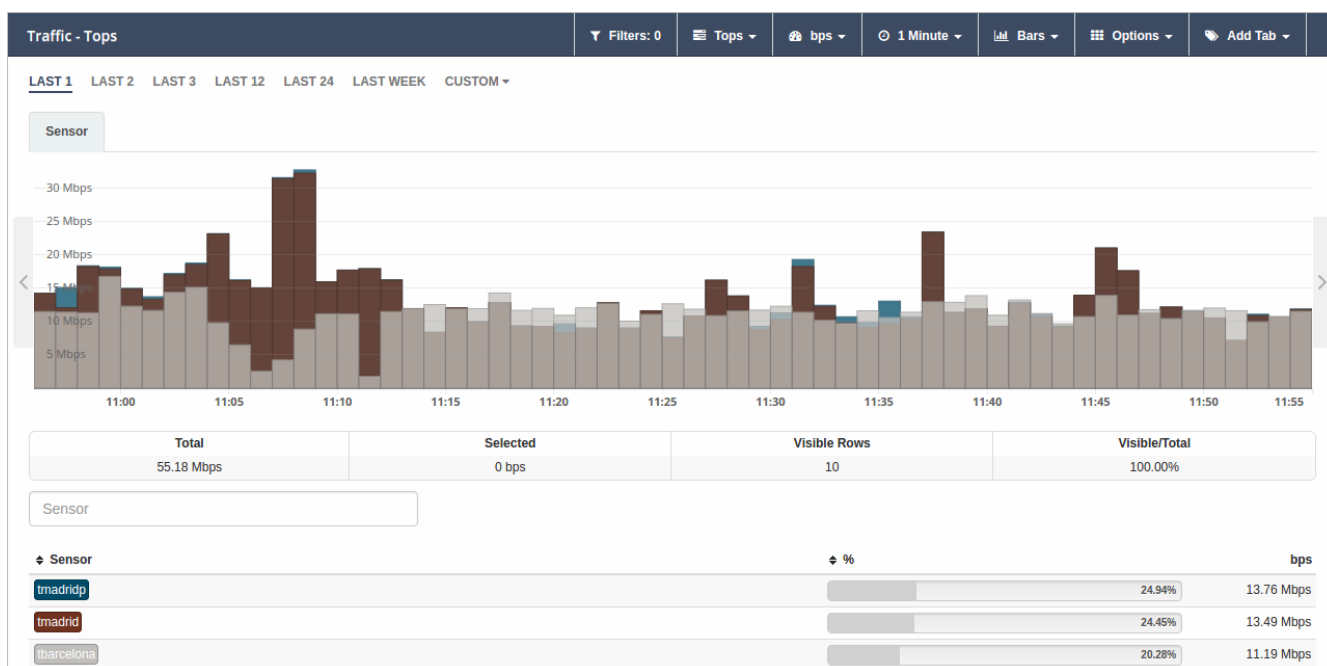 Traffic - Tops Filters: 0 Tops bps 1 Minute Bars Options Add Tab
LAST 1 LAST 2 LAST 3 LAST 12 LAST 24 LAST WEEK CUSTOM
Sensor
30 Mbps
25 Mbps
20 Mbps
15 Mbps
10 Mbps
5 Mbps
11:00 11:05 11:10 11:15 11:20 11:25 11:30 11:35 11:40 11:45 11:50 11:55
Total Selected Visible Rows Visible/Total
55.18 Mbps 0 bps 10 100.00%
Sensor
Sensor % bps
tmadridp 24.94% 13.76 Mbps
tmadrid 24.45% 13.49 Mbps
tbarcelona 20.28% 11.19 Mbps